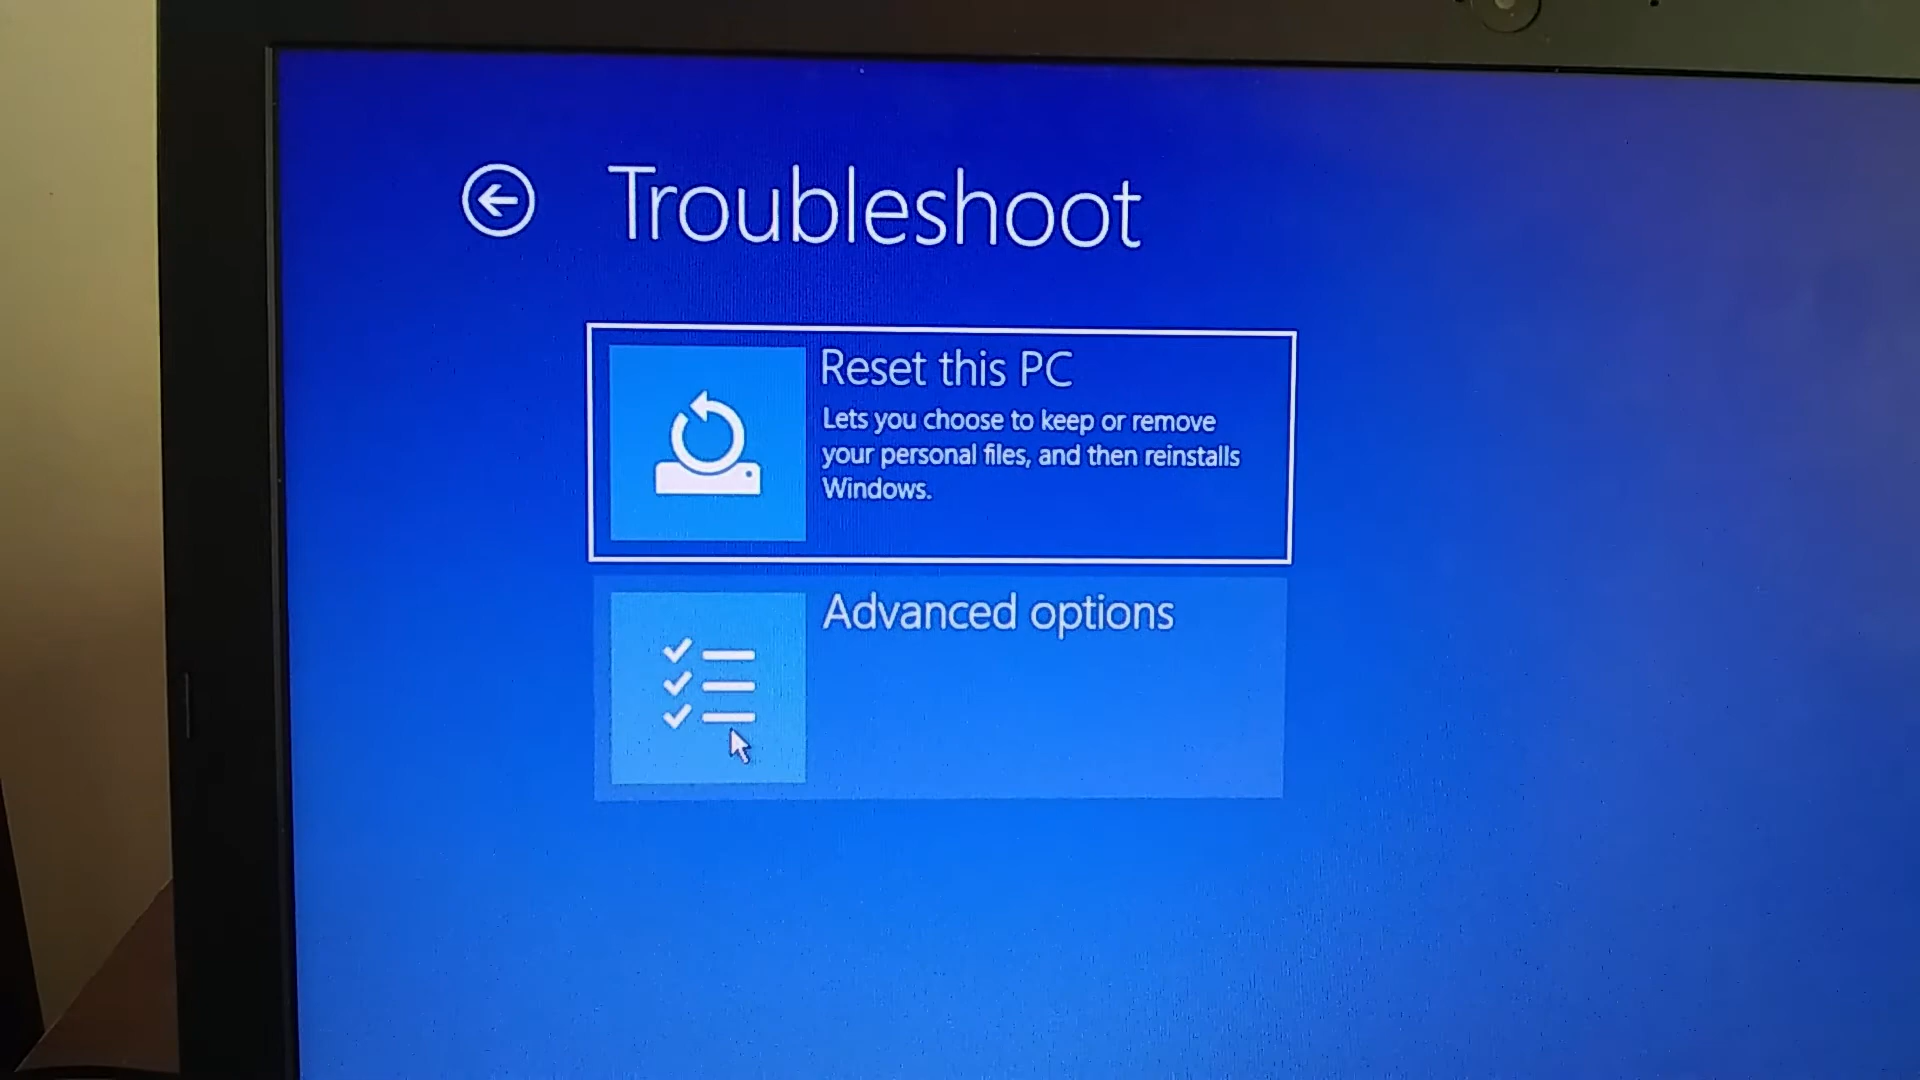 Troubleshoot
Reset this PC
Lets you choose to keep or remove
your personal files, and then reinstalls
Windows.
Advanced options